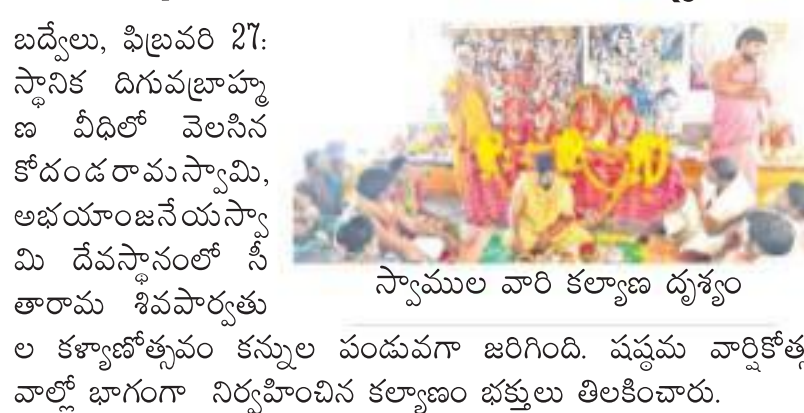 బద్వేలు, ఫిబ్రవరి 27:
స్థానిక దిగువబ్రాహ్మ
ణ వీధిలో వెలసిన
కోదండరామస్వామి,
అభయాంజనేయస్వా
మి దేవస్థానంలో సీ
తారామ శివపార్వతు
స్వాముల వారి కల్యాణ దృశ్యం
ల కళ్యాణోత్సవం కన్నుల పండువగా జరిగింది. షష్ఠమ వార్షికోత్స
వాల్లో భాగంగా నిర్వహించిన కల్యాణం భక్తులు తిలకించారు.